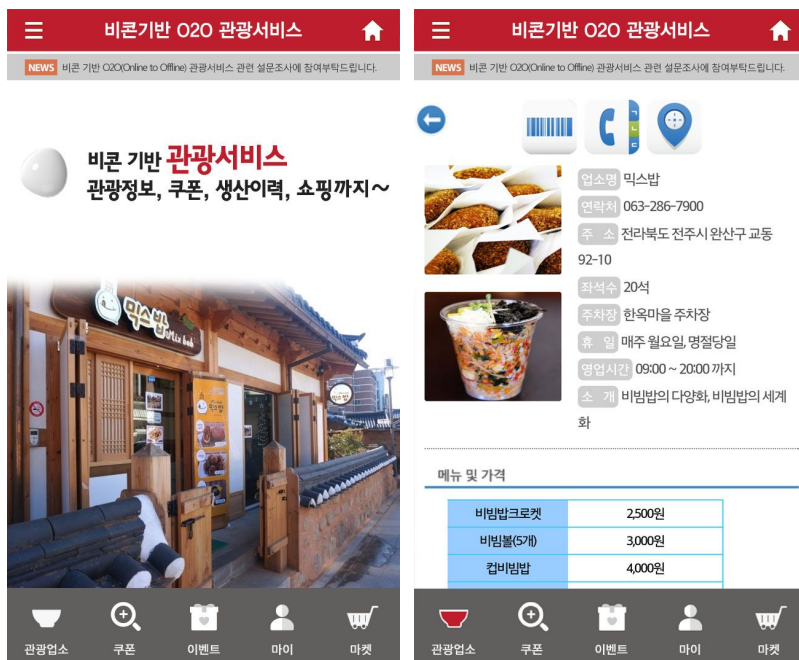 비콘기반 O2O 관광서비스
NEWS 비콘 기반 O2O(Online to Offline) 관광서비스 관련 설문조사에 참여부탁드립니다.
비콘 기반 관광서비스
관광정보, 쿠폰, 생산이력, 쇼핑까지~
믹스밥
Mix bab
믹스밥
믹스밥
관광업소 쿠폰 이벤트 마이 마켓
비콘기반 O2O 관광서비스
NEWS 비콘 기반 O2O(Online to Offline) 관광서비스 관련 설문조사에 참여부탁드립니다.
ㄱ
ㄴ
ㄷ
업소명 믹스밥
연락처 063-286-7900
주 소 전라북도 전주시 완산구 교동
92-10
좌석수 20석
주차장 한옥마을 주차장
휴 일 매주 월요일, 명절당일
영업시간 09:00 ~ 20:00 까지
소 개 비빔밥의 다양화, 비빔밥의 세계
화
메뉴 및 가격
비빔밥크로켓 2,500원
비빔볼(5개) 3,000원
컵비빔밥 4,000원
관광업소 쿠폰 이벤트 마이 마켓